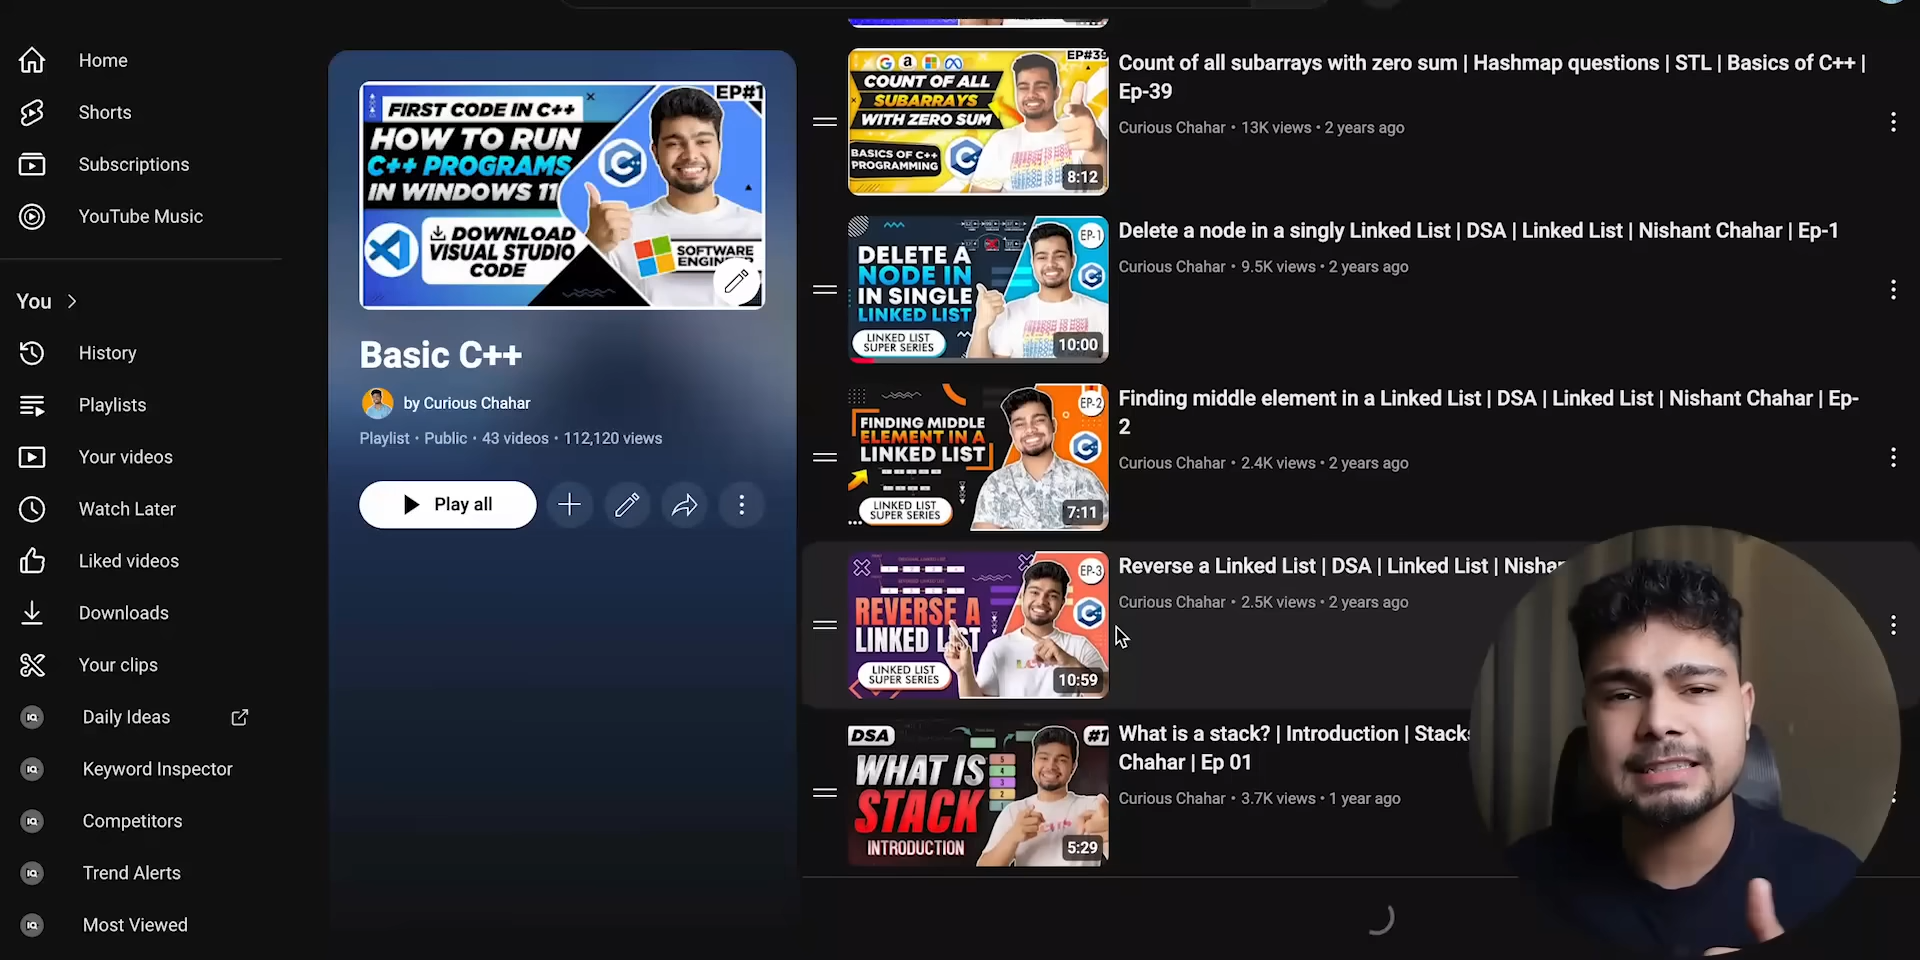 Home
Shorts
Subscriptions
YouTube Music
You
History
Playlists
Your videos
Watch Later
Liked videos
Downloads
Your clips
Daily Ideas
Keyword Inspector
Competitors
Trend Alerts
Most Viewed
EP#1
FIRST CODE IN C++
HOW TO RUN
C++ PROGRAMS
IN WINDOWS 11
DOWNLOAD
VISUAL STUDIO
CODE
SOFTWARE
Basic C++
by Curious Chahar
Playlist • Public • 43 videos • 112,120 views
Play all
EP#39
COUNT OF ALL
SUBARRAYS
WITH ZERO SUM
BASICS OF C++
PROGRAMMING
8:12
Count of all subarrays with zero sum | Hashmap questions | STL | Basics of C++ |
Ep-39
Curious Chahar • 13K views • 2 years ago
EP-1
DELETE A
NODE IN
IN SINGLE
LINKED LIST
LINKED LIST
SUPER SERIES
10:00
Delete a node in a singly Linked List | DSA | Linked List | Nishant Chahar | Ep-1
Curious Chahar • 9.5K views • 2 years ago
EP-2
FINDING MIDDLE
ELEMENT IN A
LINKED LIST
LINKED LIST
SUPER SERIES
7:11
Finding middle element in a Linked List | DSA | Linked List | Nishant Chahar | Ep-
2
Curious Chahar • 2.4K views • 2 years ago
EP-3
REVERSE A
LINKED LIST
LINKED LIST
SUPER SERIES
10:59
Reverse a Linked List | DSA | Linked List |
Curious Chahar • 2.5K views • 2 years ago
DSA
#1
WHAT IS
STACK
INTRODUCTION
5:29
What is a stack? | Introduction |
Chahar | Ep 01
Curious Chahar • 3.7K views • 1 year ago